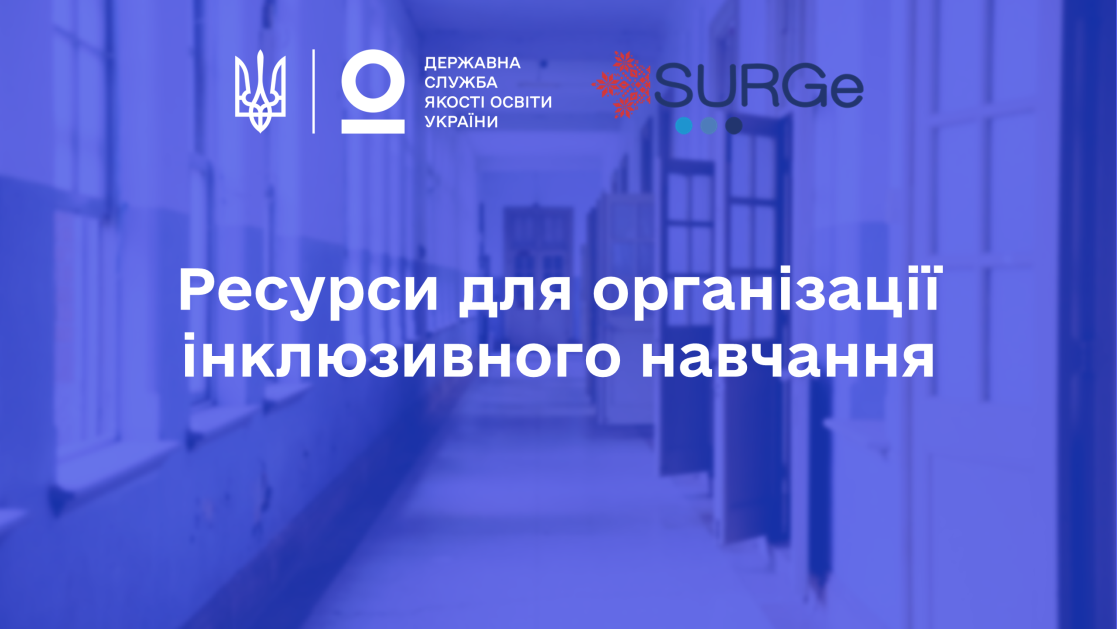 ДЕРЖАВНА
СЛУЖБА
ЯКОСТІ ОСВІТИ
УКРАЇНИ
SURGe
Ресурси для організації
інклюзивного навчання